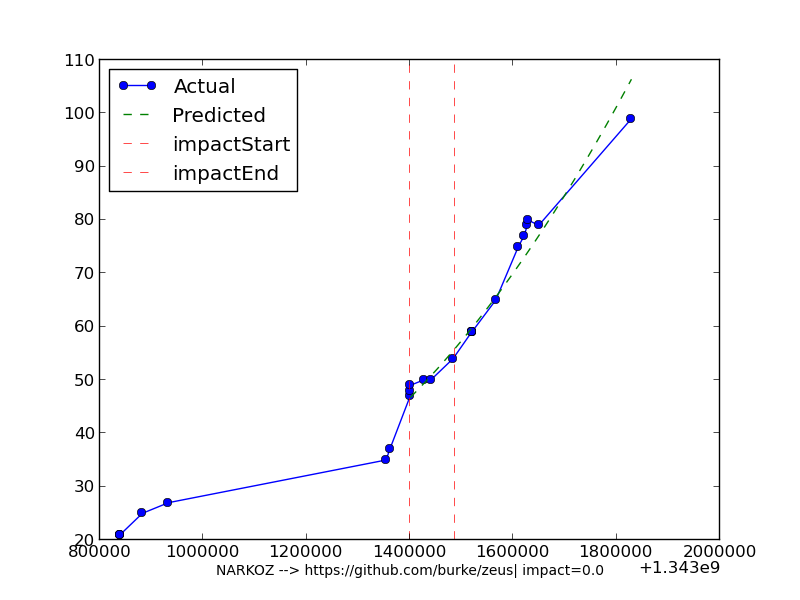 110
100
90
80
70
60
50
40
30
20
Actual
Predicted
impactStart
impactEnd
800000 1000000 1200000 1400000 1600000 1800000 2000000
+1.343e9
NARKOZ --> https://github.com/burke/zeus| impact=0.0